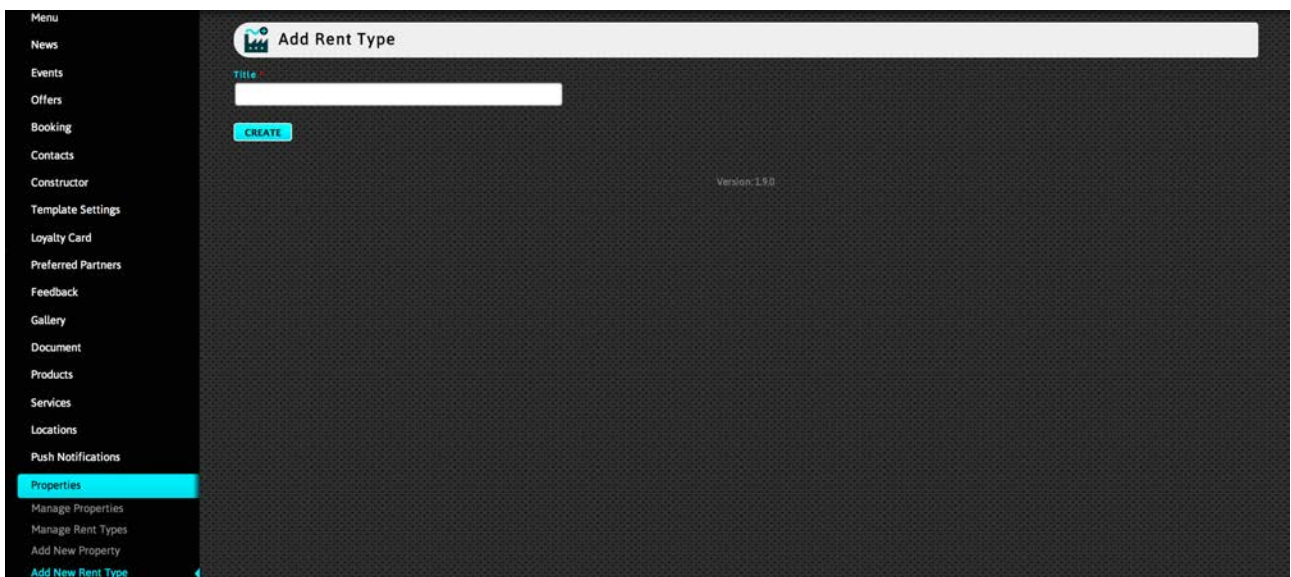 Menu
News
Events
Offers
Booking
Contacts
Constructor
Template Settings
Loyalty Card
Preferred Partners
Feedback
Gallery
Document
Products
Services
Locations
Push Notifications
Properties
Manage Properties
Manage Rent Types
Add New Property
Add New Rent Type
Add Rent Type
Title *
CREATE
Version: 1.9.0